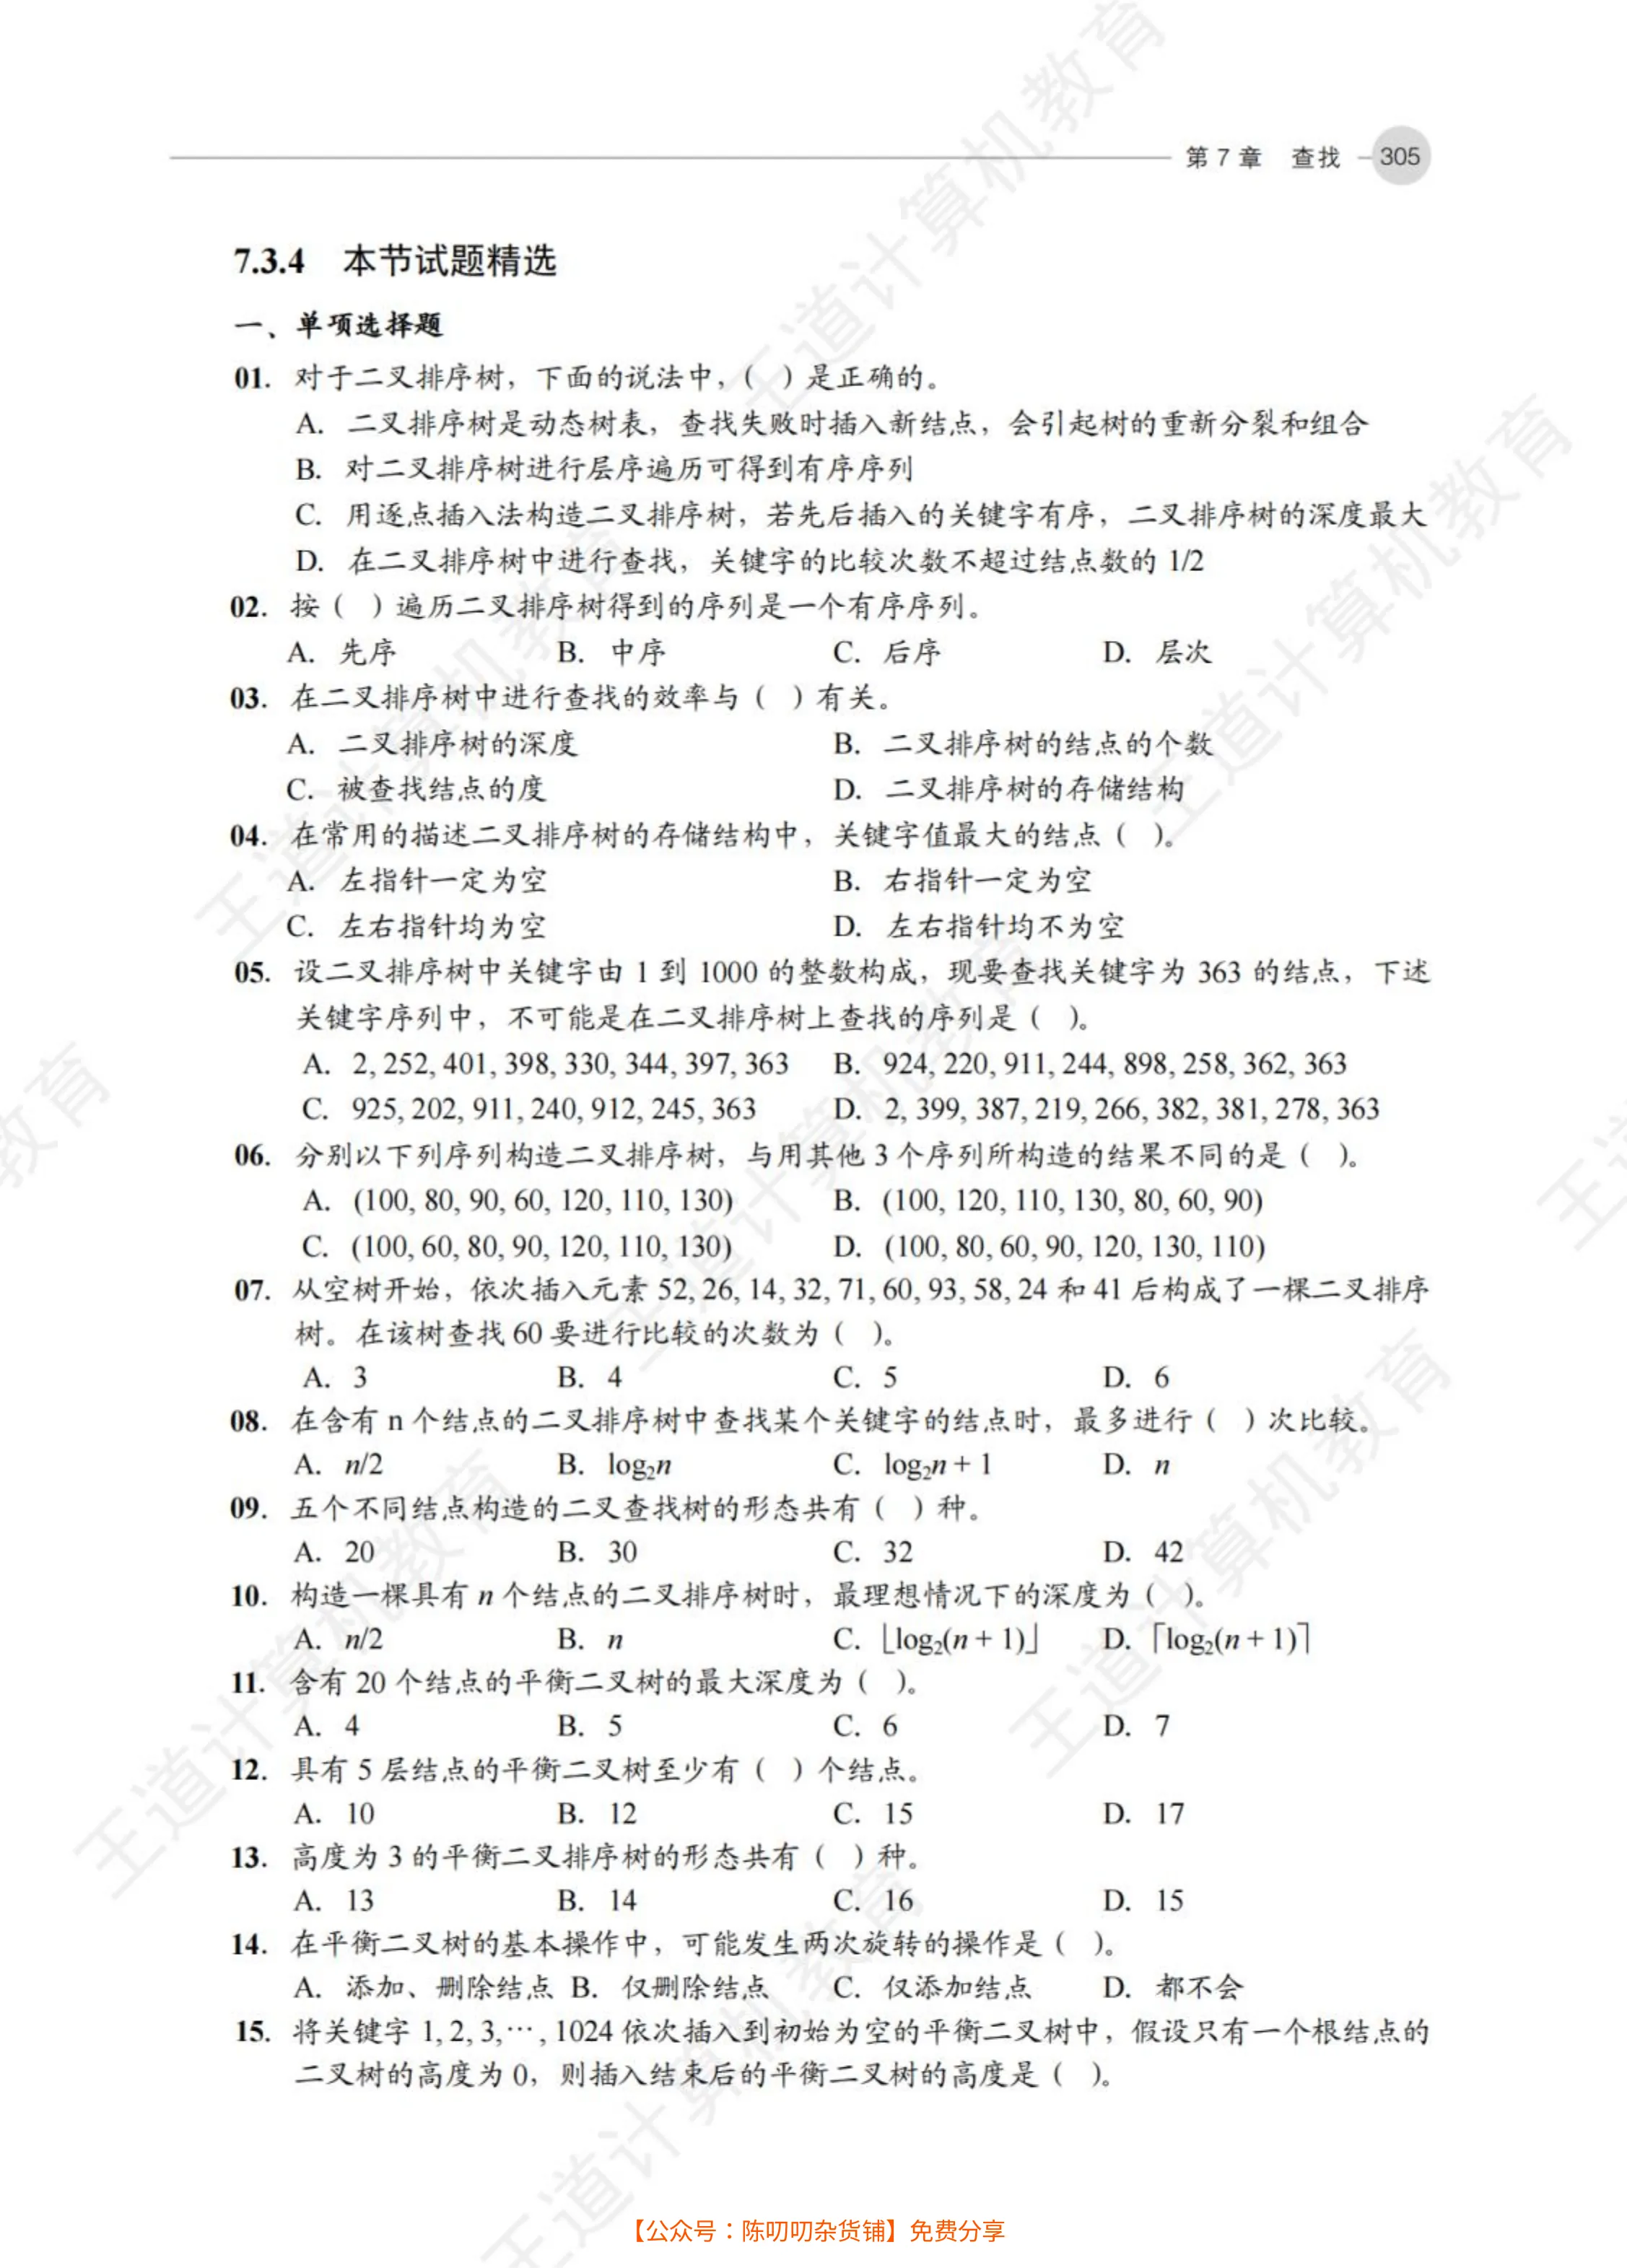 第 7 章 查找 305
7.3.4 本节试题精选
一、单项选择题
01. 对于二叉排序树，下面的说法中，( ) 是正确的。
A. 二叉排序树是动态树表，查找失败时插入新结点，会引起树的重新分裂和组合
B. 对二叉排序树进行层序遍历可得到有序序列
C. 用逐点插入法构造二叉排序树，若先后插入的关键字有序，二叉排序树的深度最大
D. 在二叉排序树中进行查找，关键字的比较次数不超过结点数的 1/2
02. 按 ( ) 遍历二叉排序树得到的序列是一个有序序列。
A. 先序 B. 中序 C. 后序 D. 层次
03. 在二叉排序树中进行查找的效率与 ( ) 有关。
A. 二叉排序树的深度 B. 二叉排序树的结点的个数
C. 被查找结点的度 D. 二叉排序树的存储结构
04. 在常用的描述二叉排序树的存储结构中，关键字值最大的结点 ( )。
A. 左指针一定为空 B. 右指针一定为空
C. 左右指针均为空 D. 左右指针均不为空
05. 设二叉排序树中关键字由 1 到 1000 的整数构成，现要查找关键字为 363 的结点，下述
关键字序列中，不可能是在二叉排序树上查找的序列是 ( )。
A. 2, 252, 401, 398, 330, 344, 397, 363 B. 924, 220, 911, 244, 898, 258, 362, 363
C. 925, 202, 911, 240, 912, 245, 363 D. 2, 399, 387, 219, 266, 382, 381, 278, 363
06. 分别以下列序列构造二叉排序树，与用其他 3 个序列所构造的结果不同的是 ( )。
A. (100, 80, 90, 60, 120, 110, 130) B. (100, 120, 110, 130, 80, 60, 90)
C. (100, 60, 80, 90, 120, 110, 130) D. (100, 80, 60, 90, 120, 130, 110)
07. 从空树开始，依次插入元素 52, 26, 14, 32, 71, 60, 93, 58, 24 和 41 后构成了一棵二叉排序
树。在该树查找 60 要进行比较的次数为 ( )。
A. 3 B. 4 C. 5 D. 6
08. 在含有 n 个结点的二叉排序树中查找某个关键字的结点时，最多进行 ( ) 次比较。
A. n/2 B. log₂n C. log₂n + 1 D. n
09. 五个不同结点构造的二叉查找树的形态共有 ( ) 种。
A. 20 B. 30 C. 32 D. 42
10. 构造一棵具有 n 个结点的二叉排序树时，最理想情况下的深度为 ( )。
A. n/2 B. n C. ⌊log₂(n + 1)⌋ D. ⌈log₂(n + 1)⌉
11. 含有 20 个结点的平衡二叉树的最大深度为 ( )。
A. 4 B. 5 C. 6 D. 7
12. 具有 5 层结点的平衡二叉树至少有 ( ) 个结点。
A. 10 B. 12 C. 15 D. 17
13. 高度为 3 的平衡二叉排序树的形态共有 ( ) 种。
A. 13 B. 14 C. 16 D. 15
14. 在平衡二叉树的基本操作中，可能发生两次旋转的操作是 ( )。
A. 添加、删除结点 B. 仅删除结点 C. 仅添加结点 D. 都不会
15. 将关键字 1, 2, 3, ⋯, 1024 依次插入到初始为空的平衡二叉树中，假设只有一个根结点的
二叉树的高度为 0，则插入结束后的平衡二叉树的高度是 ( )。
【公众号：陈叨叨杂货铺】免费分享
王道计算机教育